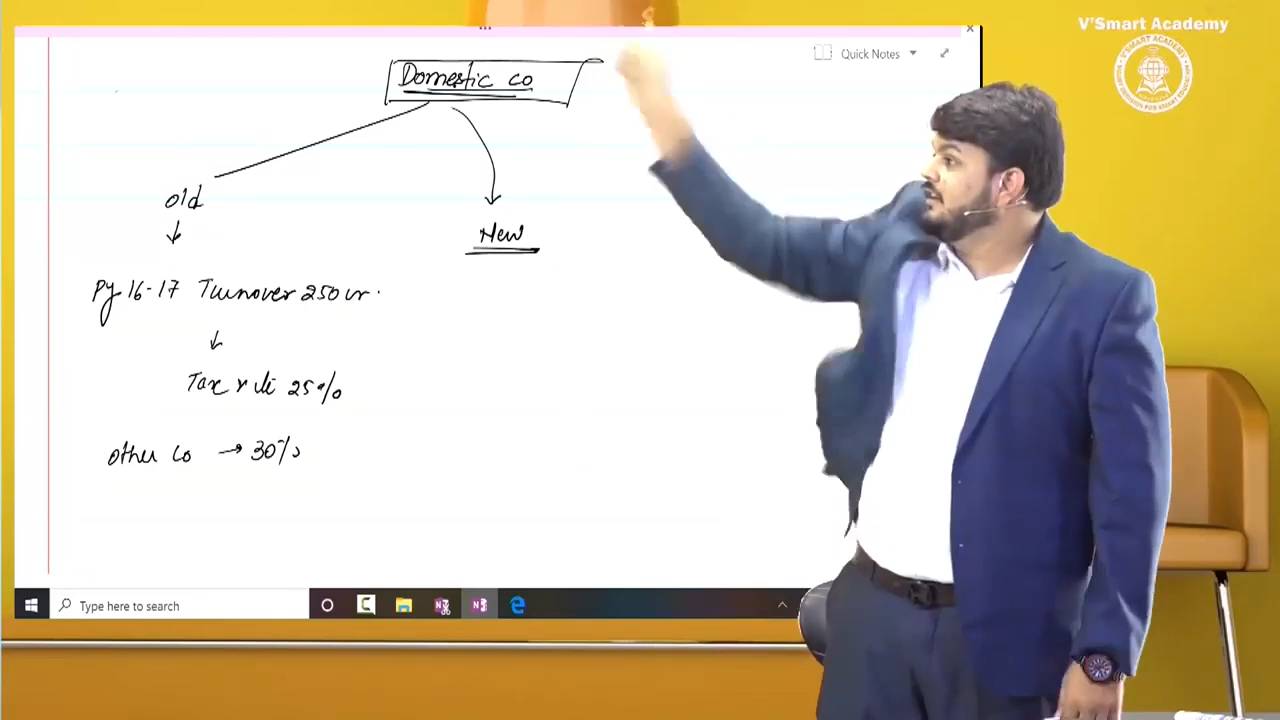 V'Smart Academy
Quick Notes
Domestic co
old
New
Py. 16-17 Turnover 250 cr.
Tax rate 25%
other co → 30%
Type here to search